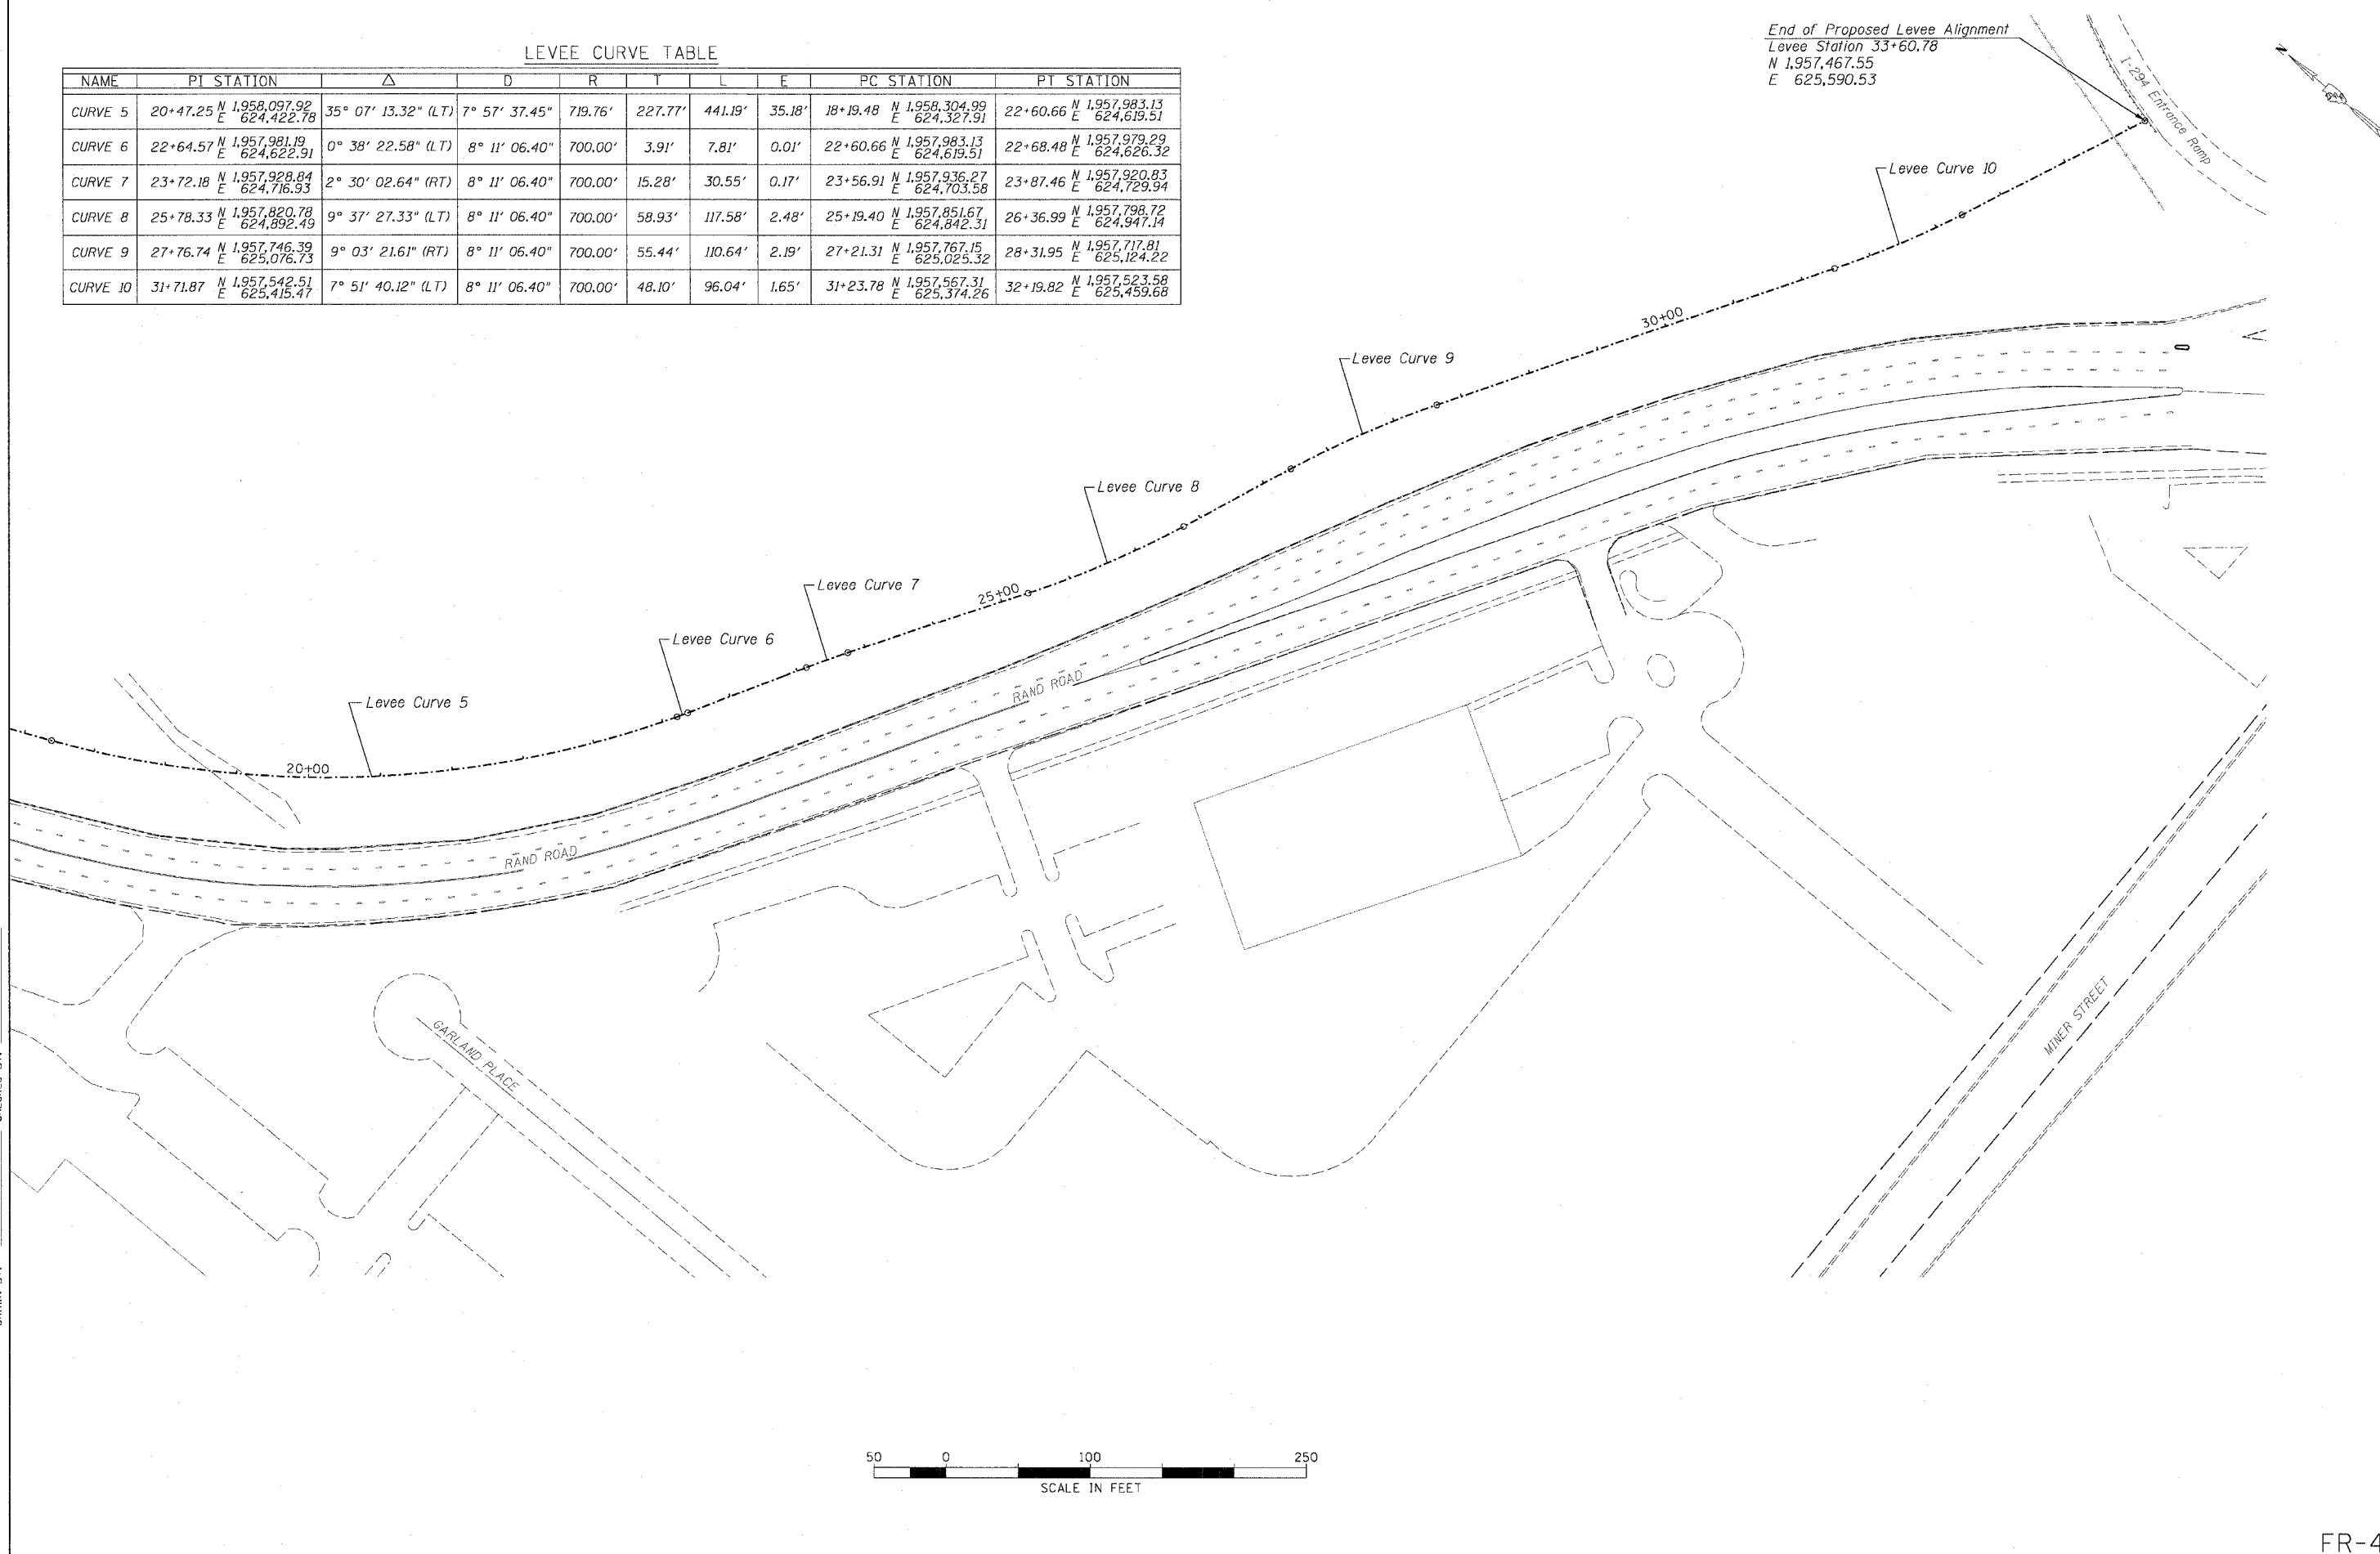 LEVEE CURVE TABLE
NAME PI STATION △ D R T L E PC STATION PT STATION
CURVE 5 20+47.25 N 1,958,097.92 E 624,422.78 35° 07' 13.32" (LT) 7° 57' 37.45" 719.76' 227.77' 441.19' 35.18' 18+19.48 N 1,958,304.99 E 624,327.91 22+60.66 N 1,957,983.13 E 624,619.51
CURVE 6 22+64.57 N 1,957,981.19 E 624,622.91 0° 38' 22.58" (LT) 8° 11' 06.40" 700.00' 3.91' 7.81' 0.01' 22+60.66 N 1,957,983.13 E 624,619.51 22+68.48 N 1,957,979.29 E 624,626.32
CURVE 7 23+72.18 N 1,957,928.84 E 624,716.93 2° 30' 02.64" (RT) 8° 11' 06.40" 700.00' 15.28' 30.55' 0.17' 23+56.91 N 1,957,936.27 E 624,703.58 23+87.46 N 1,957,920.83 E 624,729.94
CURVE 8 25+78.33 N 1,957,820.78 E 624,892.49 9° 37' 27.33" (LT) 8° 11' 06.40" 700.00' 58.93' 117.58' 2.48' 25+19.40 N 1,957,851.67 E 624,842.31 26+36.99 N 1,957,798.72 E 624,947.14
CURVE 9 27+76.74 N 1,957,746.39 E 625,076.73 9° 03' 21.61" (RT) 8° 11' 06.40" 700.00' 55.44' 110.64' 2.19' 27+21.31 N 1,957,767.15 E 625,025.32 28+31.95 N 1,957,717.81 E 625,124.22
CURVE 10 31+71.87 N 1,957,542.51 E 625,415.47 7° 51' 40.12" (LT) 8° 11' 06.40" 700.00' 48.10' 96.04' 1.65' 31+23.78 N 1,957,567.31 E 625,374.26 32+19.82 N 1,957,523.58 E 625,459.68
End of Proposed Levee Alignment
Levee Station 33+60.78
N 1,957,467.55
E 625,590.53
I-294 Entrance Ramp
Levee Curve 10
30+00
Levee Curve 9
Levee Curve 8
Levee Curve 7
25+00
Levee Curve 6
RAND ROAD
Levee Curve 5
20+00
RAND ROAD
GARLAND PLACE
MINER STREET
50 0 100 250
SCALE IN FEET